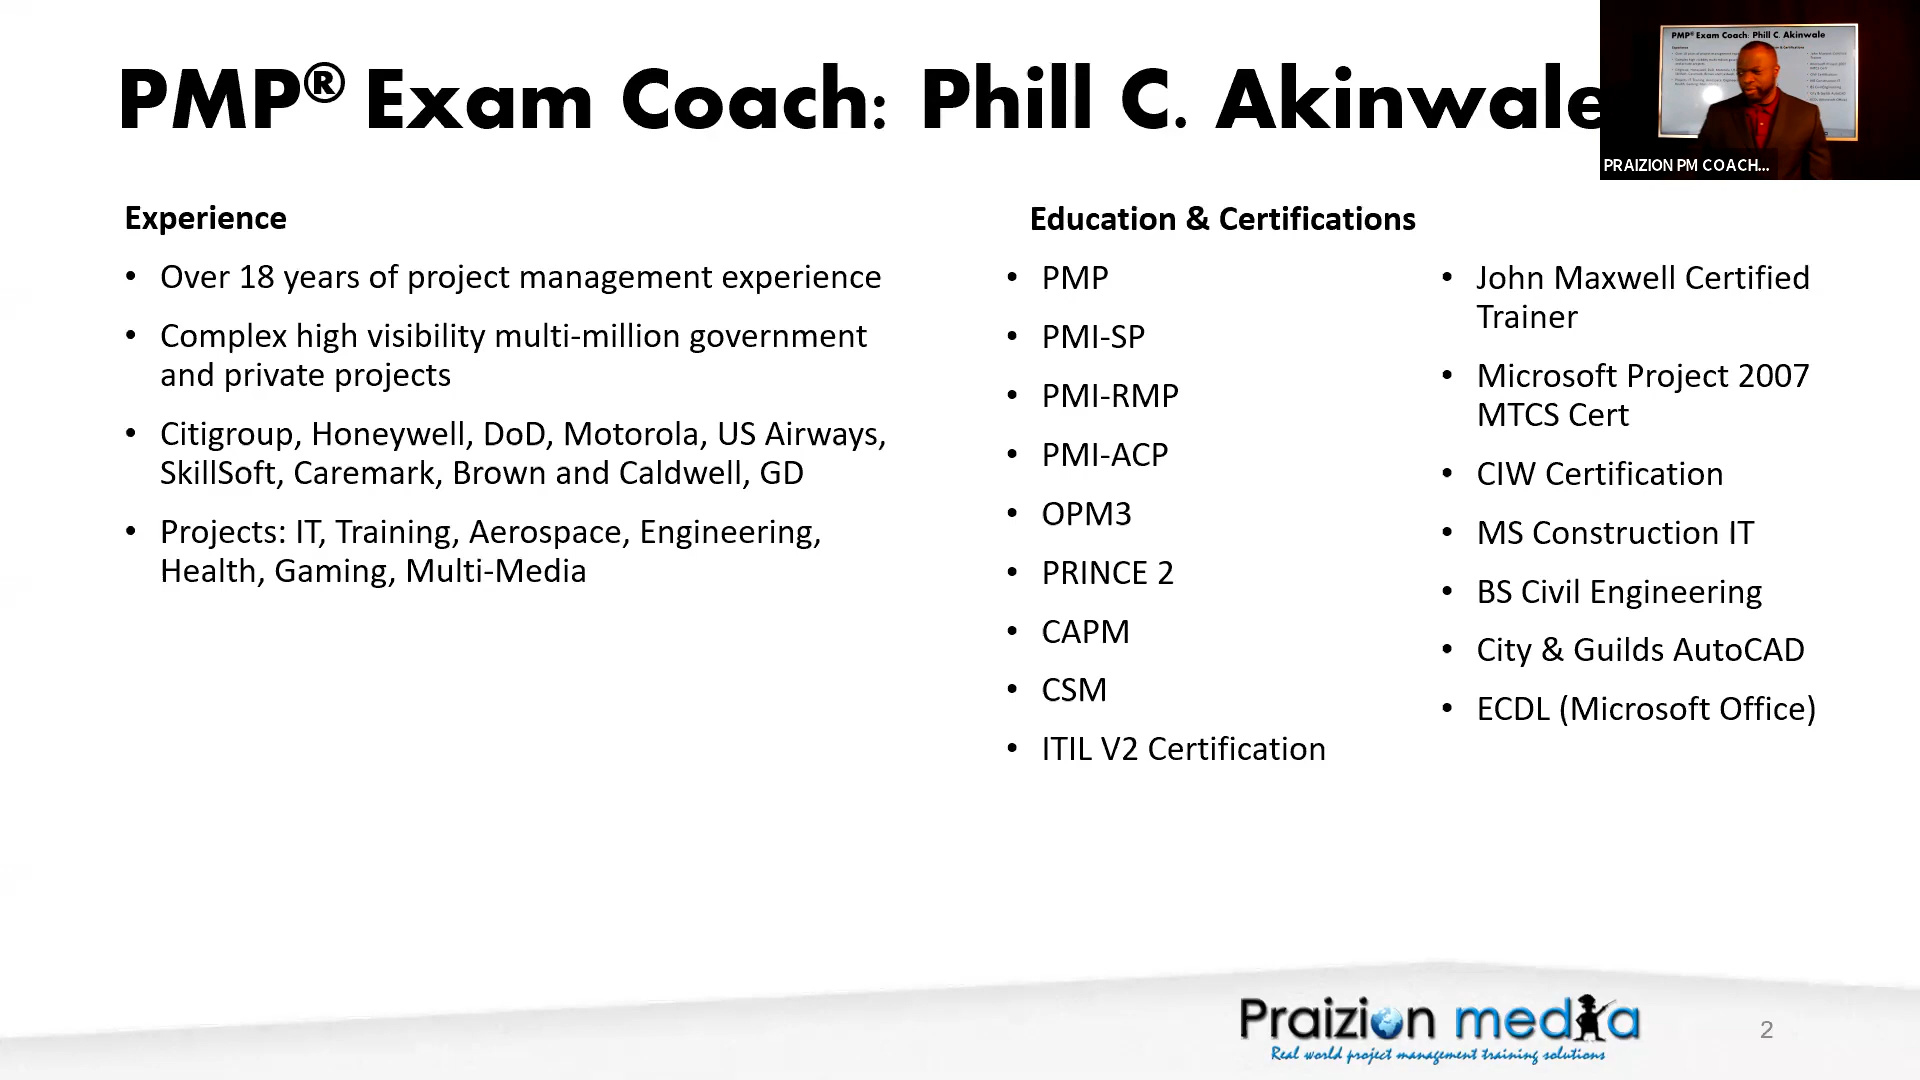 PMP® Exam Coach: Phill C. Akinwale
PMP® Exam Coach: Phill C. Akinwale
PRAIZION PM COACH...
Experience
• Over 18 years of project management experience
• Complex high visibility multi-million government
and private projects
• Citigroup, Honeywell, DoD, Motorola, US Airways,
SkillSoft, Caremark, Brown and Caldwell, GD
• Projects: IT, Training, Aerospace, Engineering,
Health, Gaming, Multi-Media
Education & Certifications
• PMP
• PMI-SP
• PMI-RMP
• PMI-ACP
• OPM3
• PRINCE 2
• CAPM
• CSM
• ITIL V2 Certification
• John Maxwell Certified
Trainer
• Microsoft Project 2007
MTCS Cert
• CIW Certification
• MS Construction IT
• BS Civil Engineering
• City & Guilds AutoCAD
• ECDL (Microsoft Office)
Praizion media
Real world project management training solutions
2